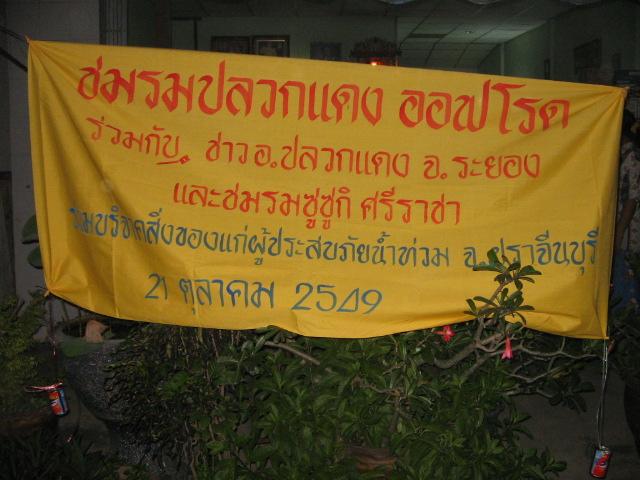 ชมรมปลวกแดง ออฟโรด
ร่วมกับ ชาว อ.ปลวกแดง จ.ระยอง
และชมรมซูซูกิ ศรีราชา
ร่วมบริจาคสิ่งของแก่ผู้ประสบภัยน้ำท่วม จ.ปราจีนบุรี
21 ตุลาคม 2549